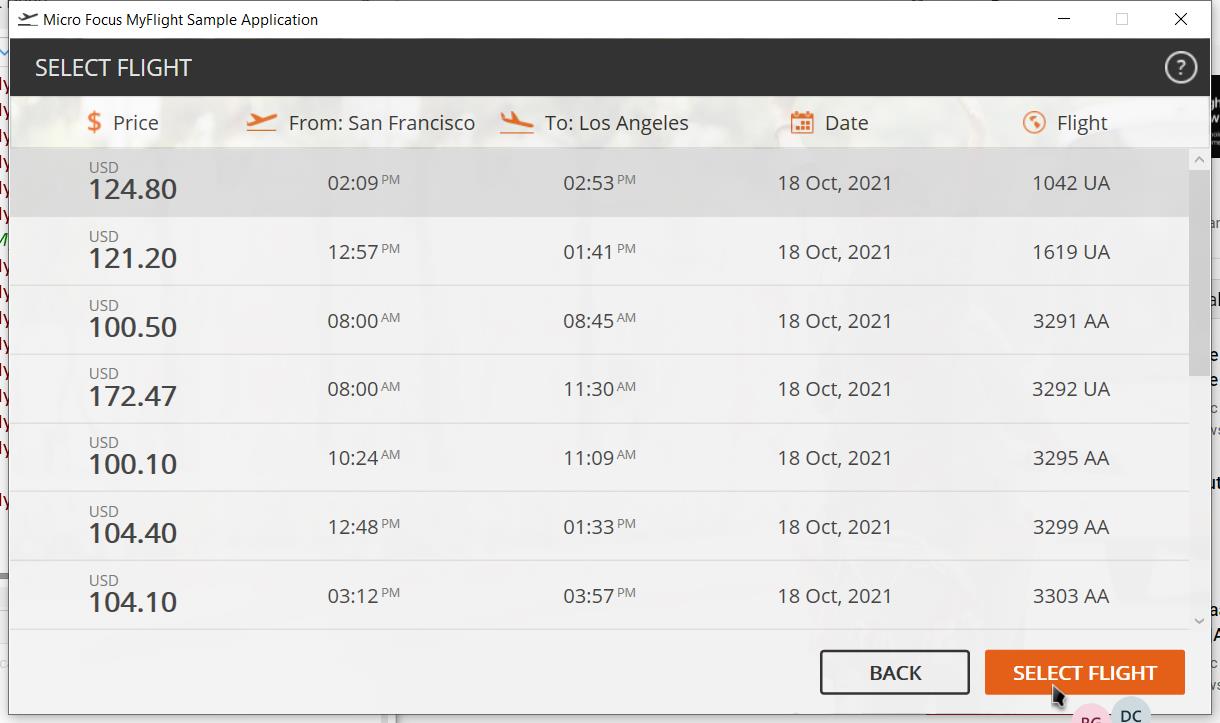 Micro Focus MyFlight Sample Application
SELECT FLIGHT
?
$ Price From: San Francisco To: Los Angeles Date Flight
USD
124.80 02:09 PM 02:53 PM 18 Oct, 2021 1042 UA
USD
121.20 12:57 PM 01:41 PM 18 Oct, 2021 1619 UA
USD
100.50 08:00 AM 08:45 AM 18 Oct, 2021 3291 AA
USD
172.47 08:00 AM 11:30 AM 18 Oct, 2021 3292 UA
USD
100.10 10:24 AM 11:09 AM 18 Oct, 2021 3295 AA
USD
104.40 12:48 PM 01:33 PM 18 Oct, 2021 3299 AA
USD
104.10 03:12 PM 03:57 PM 18 Oct, 2021 3303 AA
BACK SELECT FLIGHT
DC